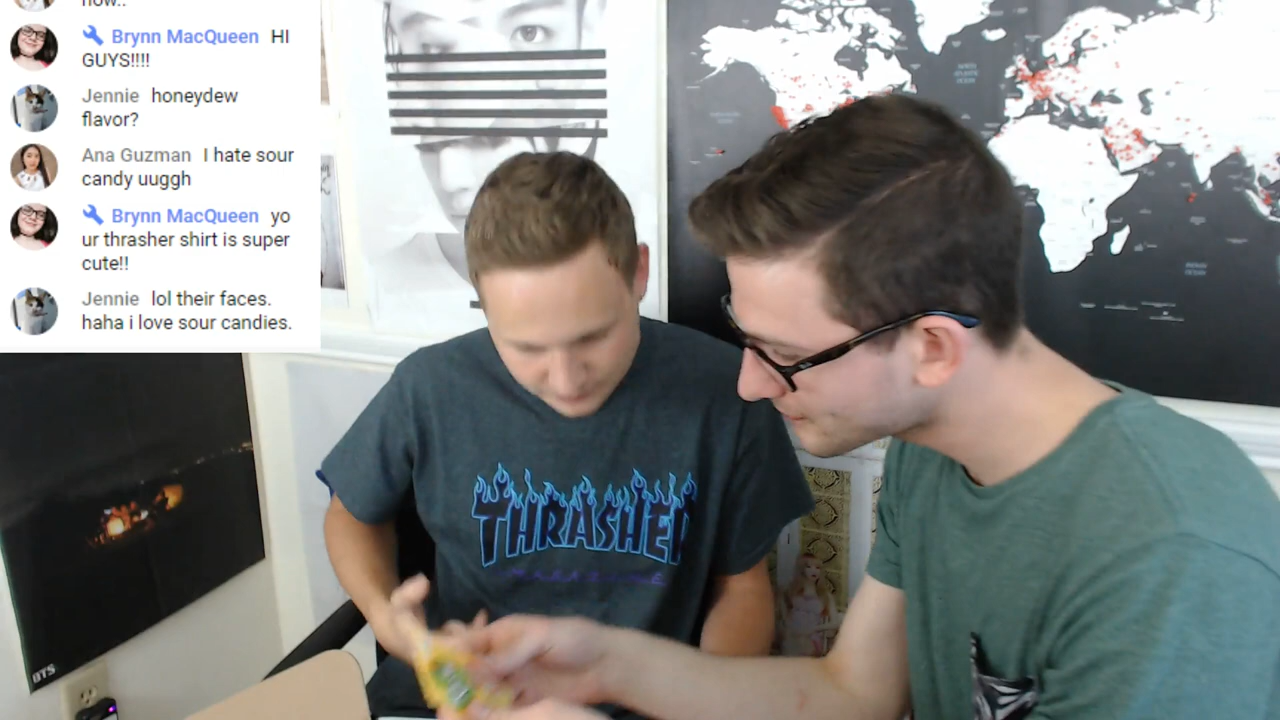 now..
Brynn MacQueen HI
GUYS!!!!
Jennie honeydew
flavor?
Ana Guzman I hate sour
candy uuggh
Brynn MacQueen yo
ur thrasher shirt is super
cute!!
Jennie lol their faces.
haha i love sour candies.
THRASHER
MAGAZINE
BTS